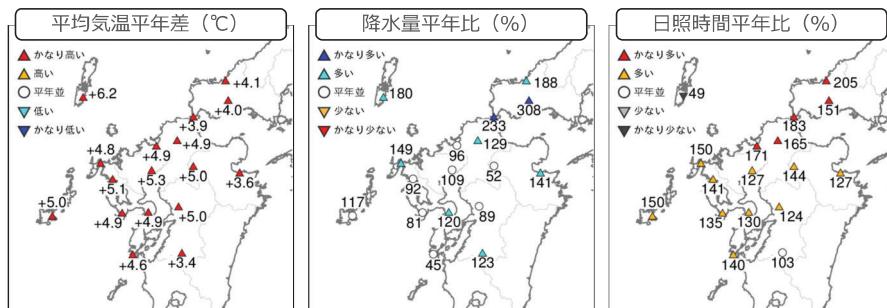 平均気温平年差（℃）
かなり高い
高い
平年並
低い
かなり低い
+6.2
+4.1
+4.0
+3.9
+4.9
+4.8
+4.9
+5.3
+5.0
+3.6
+5.1
+5.0
+4.9
+4.9
+5.0
+4.6
+3.4
降水量平年比（%）
かなり多い
多い
平年並
少ない
かなり少ない
180
188
308
233
129
149
96
109
52
141
92
117
81
120
89
45
123
日照時間平年比（%）
かなり多い
多い
平年並
少ない
かなり少ない
49
205
151
183
165
150
171
127
144
127
141
150
135
130
124
140
103